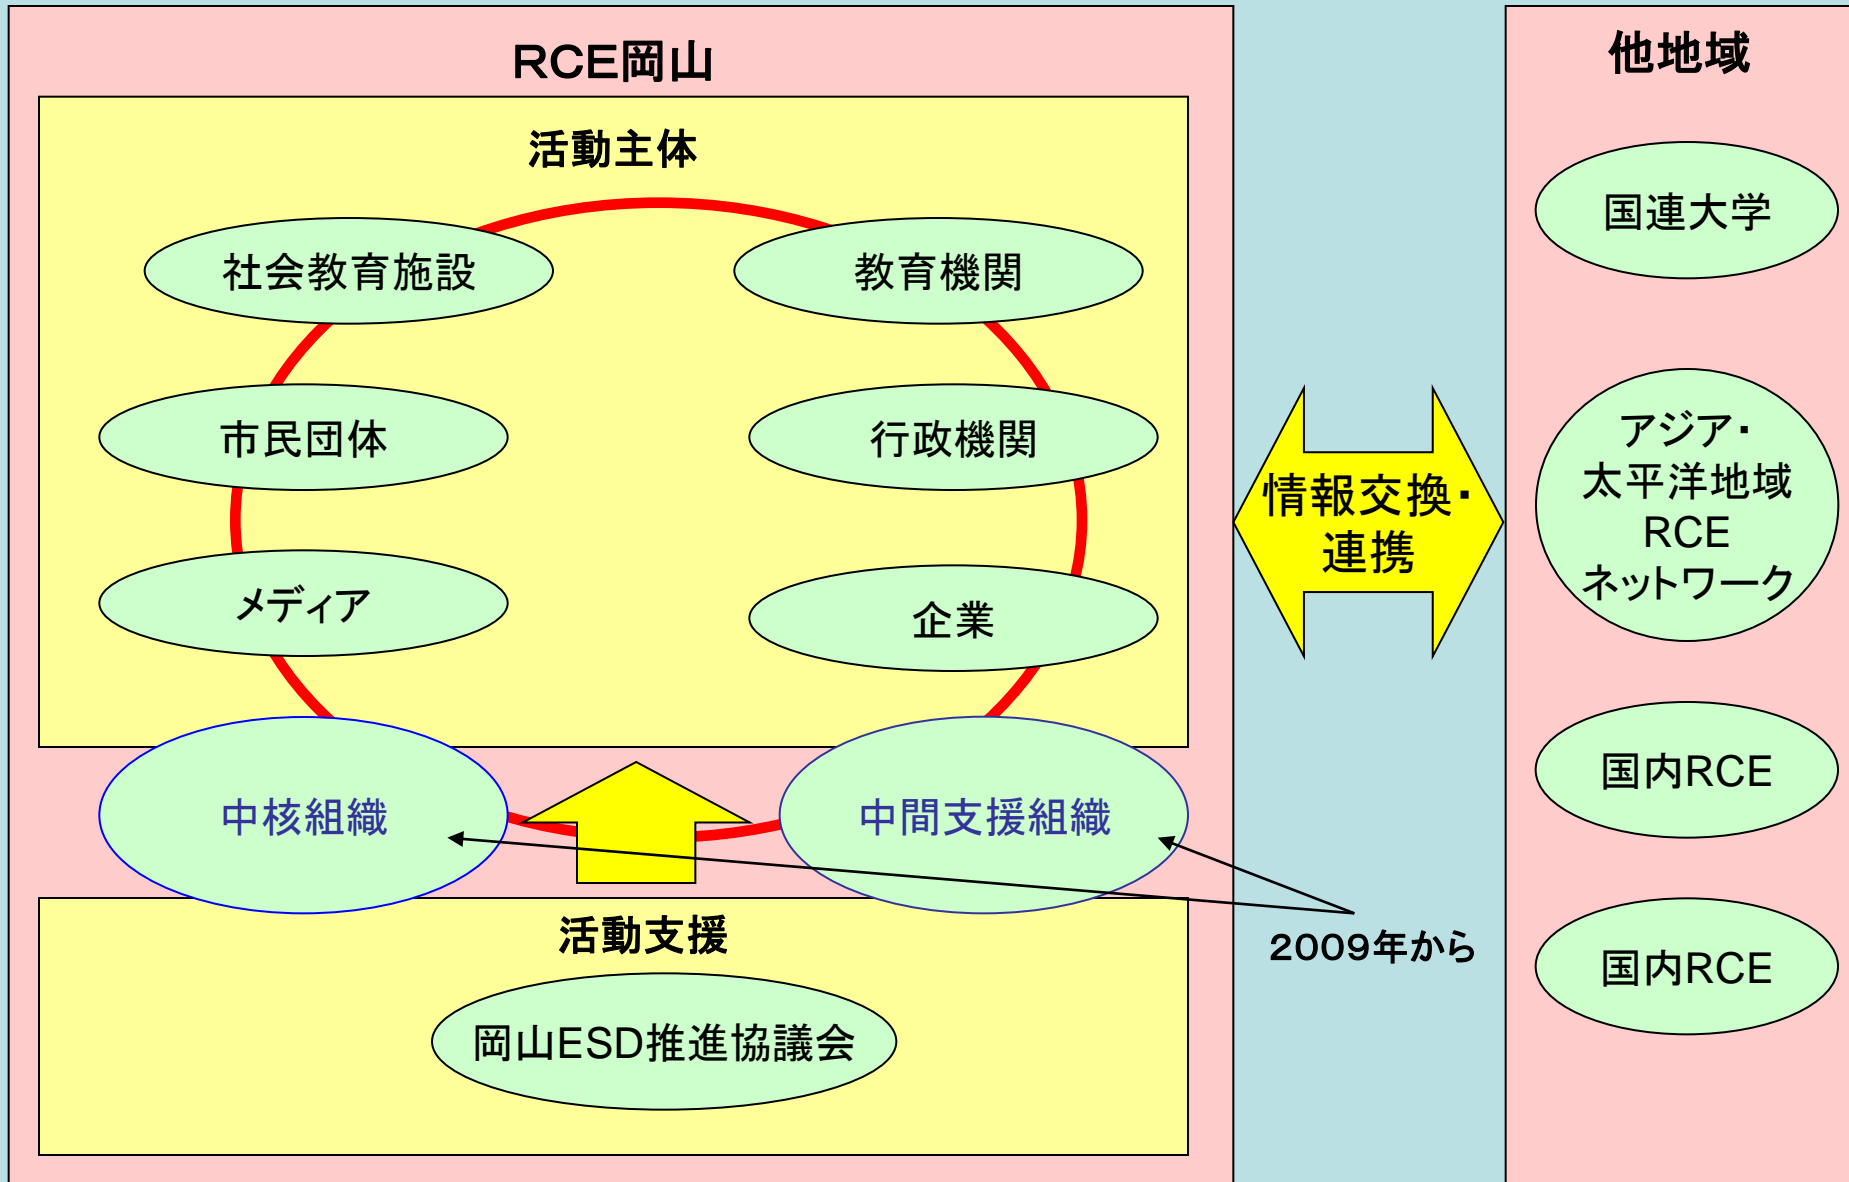 RCE岡山
活動主体
社会教育施設
教育機関
市民団体
行政機関
メディア
企業
中核組織
中間支援組織
活動支援
岡山ESD推進協議会
2009年から
情報交換・
連携
他地域
国連大学
アジア・
太平洋地域
RCE
ネットワーク
国内RCE
国内RCE